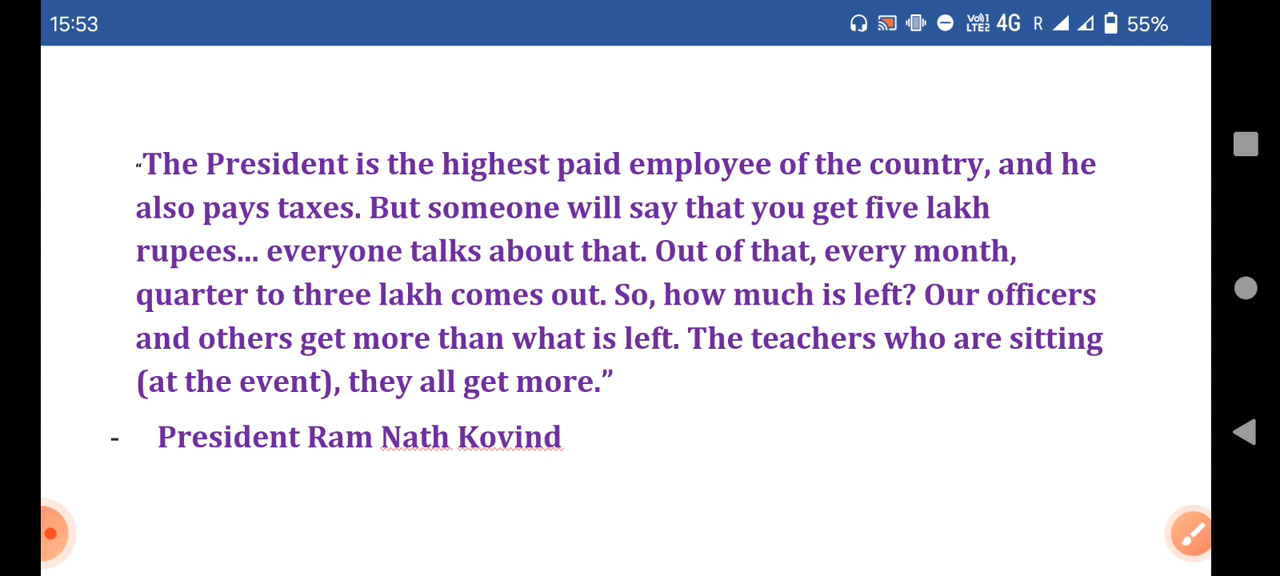 15:53 Vo)) 1 LTE2 4G R 55%
“The President is the highest paid employee of the country, and he
also pays taxes. But someone will say that you get five lakh
rupees... everyone talks about that. Out of that, every month,
quarter to three lakh comes out. So, how much is left? Our officers
and others get more than what is left. The teachers who are sitting
(at the event), they all get more.”
- President Ram Nath Kovind